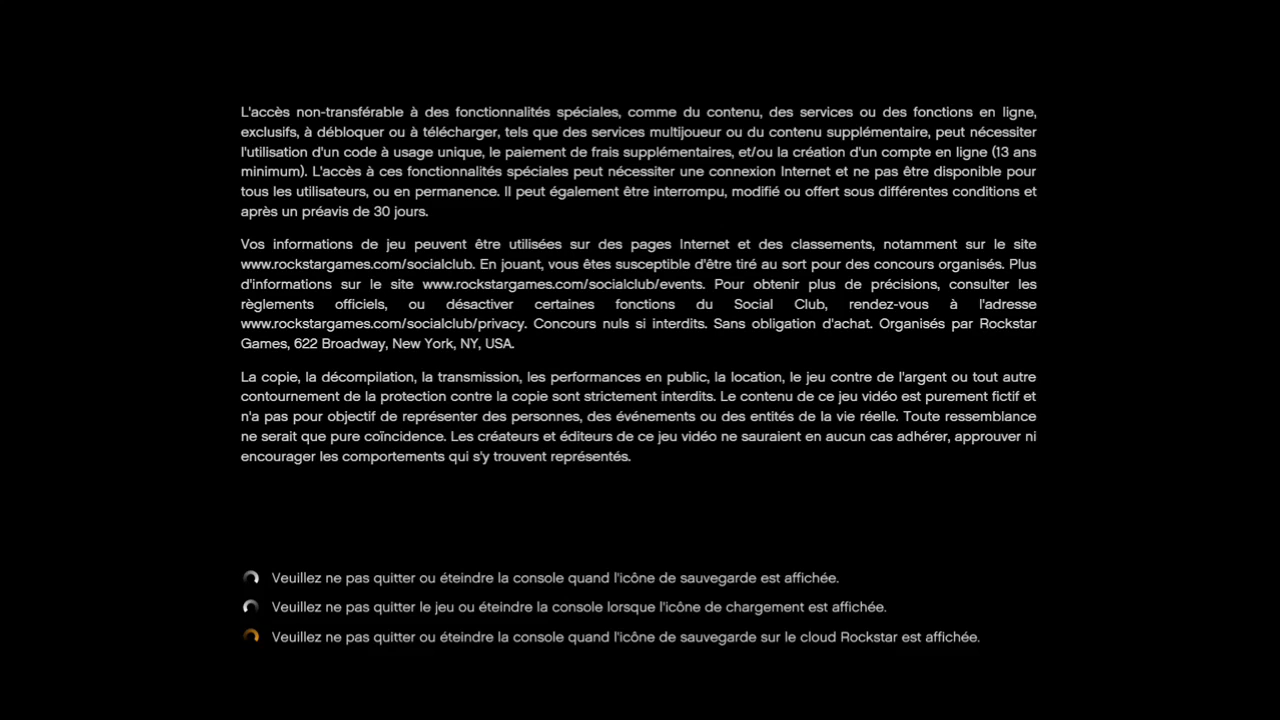 L'accès non-transférable à des fonctionnalités spéciales, comme du contenu, des services ou des fonctions en ligne,
exclusifs, à débloquer ou à télécharger, tels que des services multijoueur ou du contenu supplémentaire, peut nécessiter
l'utilisation d'un code à usage unique, le paiement de frais supplémentaires, et/ou la création d'un compte en ligne (13 ans
minimum). L'accès à ces fonctionnalités spéciales peut nécessiter une connexion Internet et ne pas être disponible pour
tous les utilisateurs, ou en permanence. Il peut également être interrompu, modifié ou offert sous différentes conditions et
après un préavis de 30 jours.
Vos informations de jeu peuvent être utilisées sur des pages Internet et des classements, notamment sur le site
www.rockstargames.com/socialclub. En jouant, vous êtes susceptible d'être tiré au sort pour des concours organisés. Plus
d'informations sur le site www.rockstargames.com/socialclub/events. Pour obtenir plus de précisions, consulter les
règlements officiels, ou désactiver certaines fonctions du Social Club, rendez-vous à l'adresse
www.rockstargames.com/socialclub/privacy. Concours nuls si interdits. Sans obligation d'achat. Organisés par Rockstar
Games, 622 Broadway, New York, NY, USA.
La copie, la décompilation, la transmission, les performances en public, la location, le jeu contre de l'argent ou tout autre
contournement de la protection contre la copie sont strictement interdits. Le contenu de ce jeu vidéo est purement fictif et
n'a pas pour objectif de représenter des personnes, des événements ou des entités de la vie réelle. Toute ressemblance
ne serait que pure coïncidence. Les créateurs et éditeurs de ce jeu vidéo ne sauraient en aucun cas adhérer, approuver ni
encourager les comportements qui s'y trouvent représentés.
Veuillez ne pas quitter ou éteindre la console quand l'icône de sauvegarde est affichée.
Veuillez ne pas quitter le jeu ou éteindre la console lorsque l'icône de chargement est affichée.
Veuillez ne pas quitter ou éteindre la console quand l'icône de sauvegarde sur le cloud Rockstar est affichée.